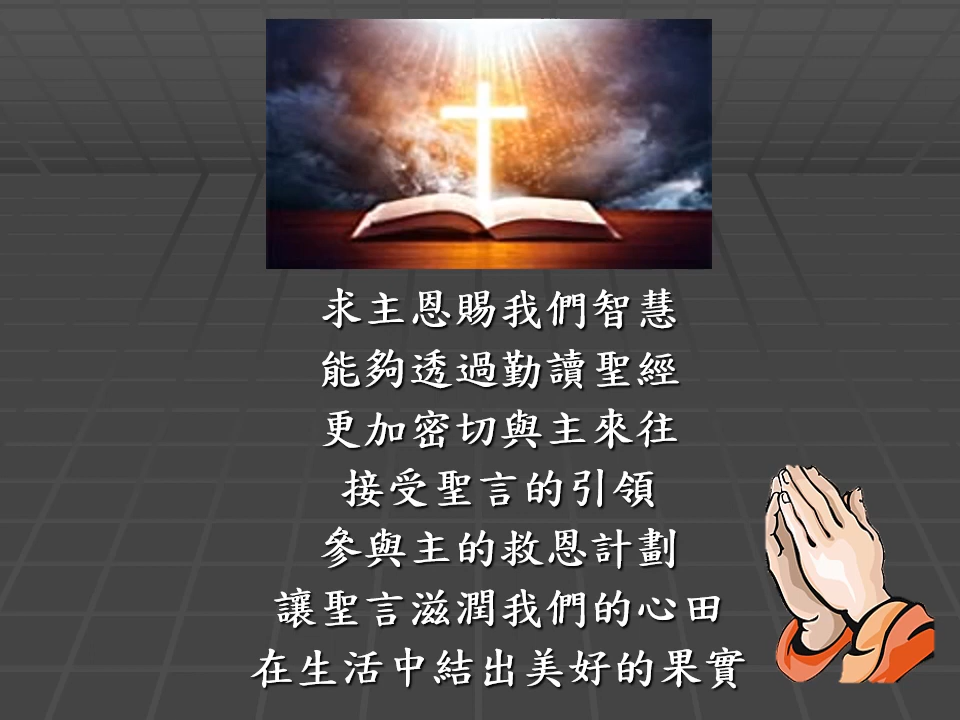 求主恩賜我們智慧
能夠透過勤讀聖經
更加密切與主來往
接受聖言的引領
參與主的救恩計劃
讓聖言滋潤我們的心田
在生活中結出美好的果實